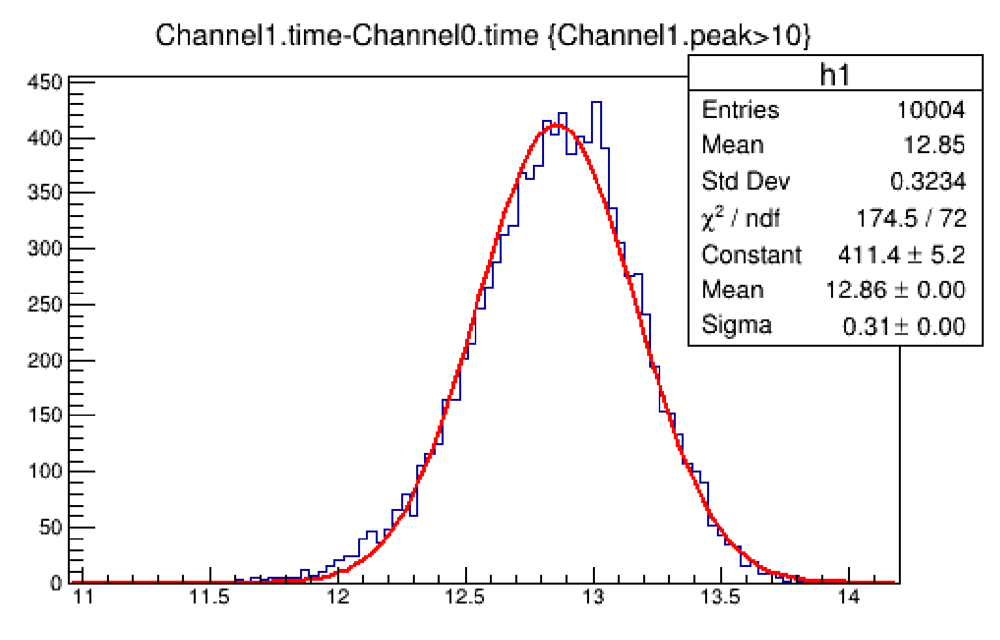 Channel1.time-Channel0.time {Channel1.peak>10}
h1
Entries 10004
Mean 12.85
Std Dev 0.3234
χ² / ndf 174.5 / 72
Constant 411.4 ± 5.2
Mean 12.86 ± 0.00
Sigma 0.31 ± 0.00
450
400
350
300
250
200
150
100
50
0
11 11.5 12 12.5 13 13.5 14